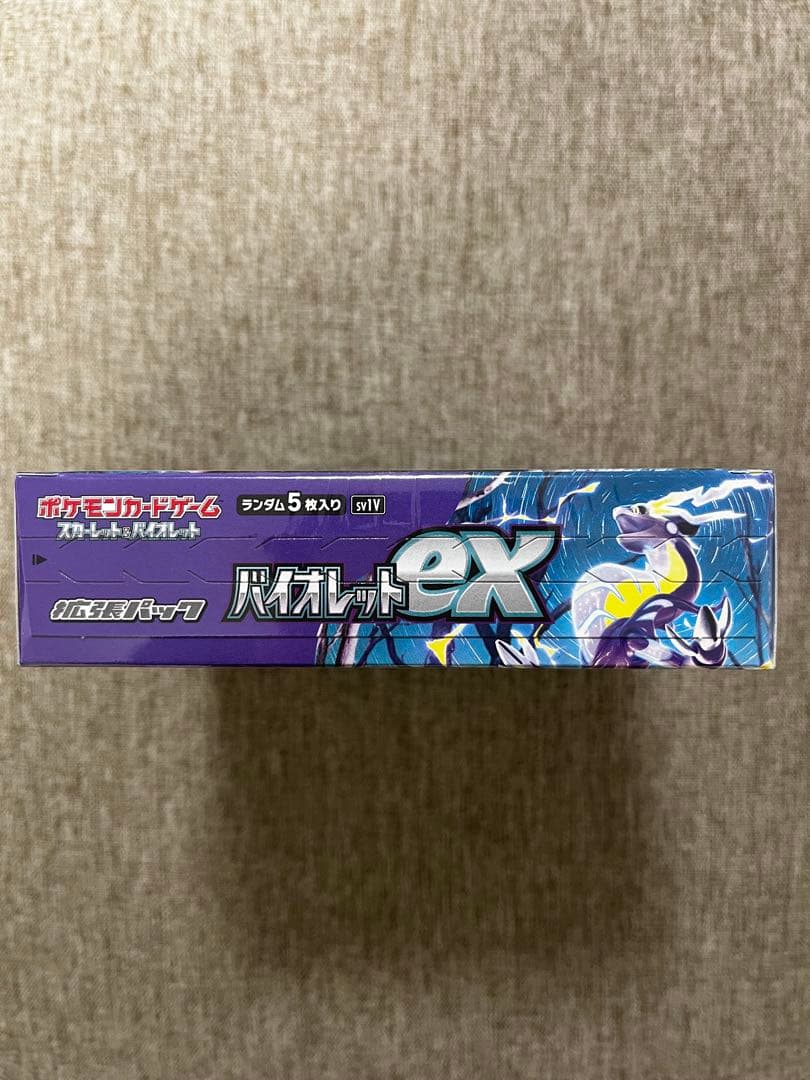 ポケモンカードゲーム
スカーレット&バイオレット
ランダム5枚入り sv1V
拡張パック
バイオレットex